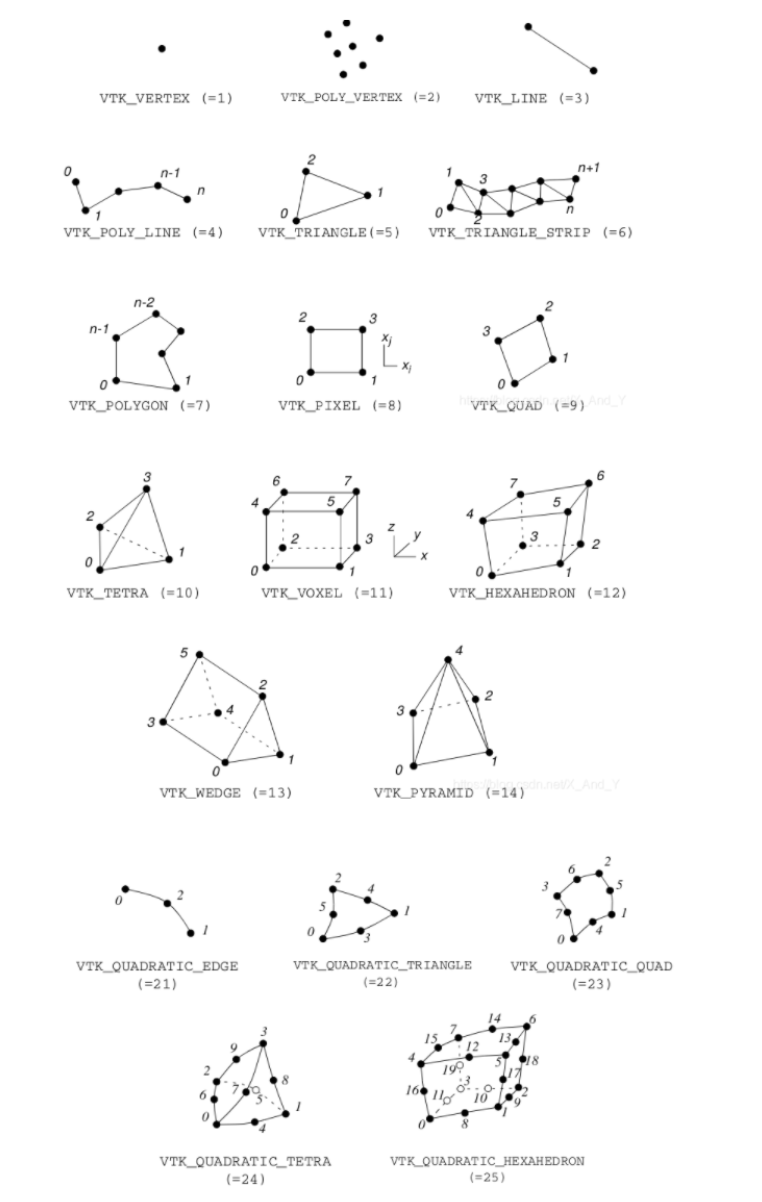 VTK_VERTEX (=1) VTK_POLY_VERTEX (=2) VTK_LINE (=3)
0 1 n-1 n
2 1 0
1 3 n+1 0 2 n
VTK_POLY_LINE (=4) VTK_TRIANGLE(=5) VTK_TRIANGLE_STRIP (=6)
n-2 n-1 0 1
2 3 0 1 xj xi
2 3 1 0
VTK_POLYGON (=7) VTK_PIXEL (=8) VTK_QUAD (=9)
3 2 0 1
6 7 4 5 2 3 0 1 z y x
7 6 4 5 3 2 0 1
VTK_TETRA (=10) VTK_VOXEL (=11) VTK_HEXAHEDRON (=12)
5 2 3 4 0 1
4 3 2 0 1
VTK_WEDGE (=13) VTK_PYRAMID (=14)
https://blog.csdn.net/X_And_Y
0 2 1
2 4 5 1 0 3
6 2 3 5 7 1 4 0
VTK_QUADRATIC_EDGE VTK_QUADRATIC_TRIANGLE VTK_QUADRATIC_QUAD
(=21) (=22) (=23)
3 9 2 7 8 6 5 0 4 1
14 6 7 15 13 12 4 5 18 19 3 17 16 11 10 2 9 1 0 8
VTK_QUADRATIC_TETRA VTK_QUADRATIC_HEXAHEDRON
(=24) (=25)